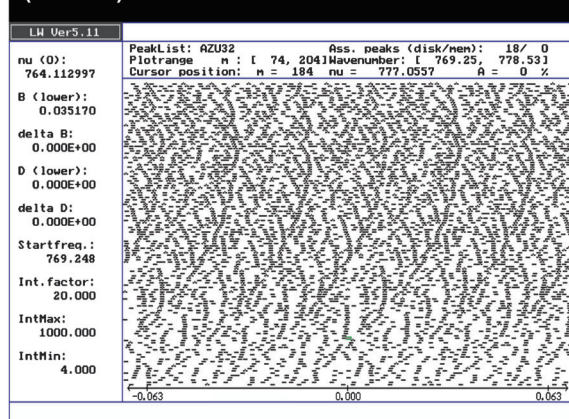 LW Ver5.11
nu (0):
764.112997
B (lower):
0.035170
delta B:
0.000E+00
D (lower):
0.000E+00
delta D:
0.000E+00
Startfreq.:
769.248
Int.factor:
20.000
IntMax:
1000.000
IntMin:
4.000
PeakList: AZU32 Ass. peaks (disk/mem): 18/ 0
Plotrange m : [ 74, 204]Wavenumber: [ 769.25, 778.53]
Cursor position: m = 184 nu = 777.0557 A = 0 %
-0.063 0.000 0.063